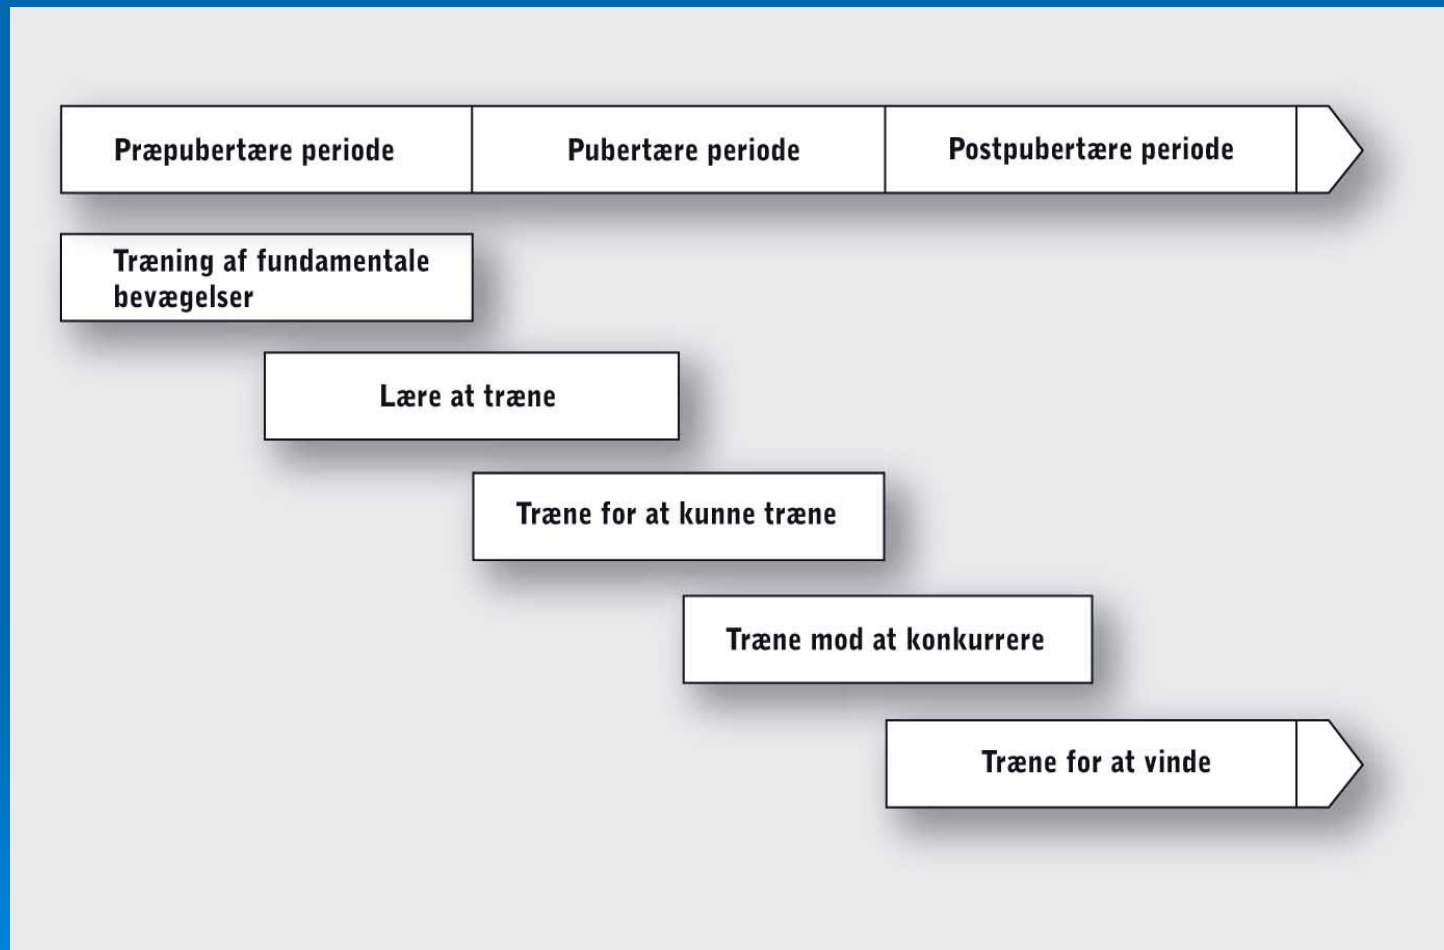 Præpubertære periode
Pubertære periode
Postpubertære periode
Træning af fundamentale
bevægelser
Lære at træne
Træne for at kunne træne
Træne mod at konkurrere
Træne for at vinde